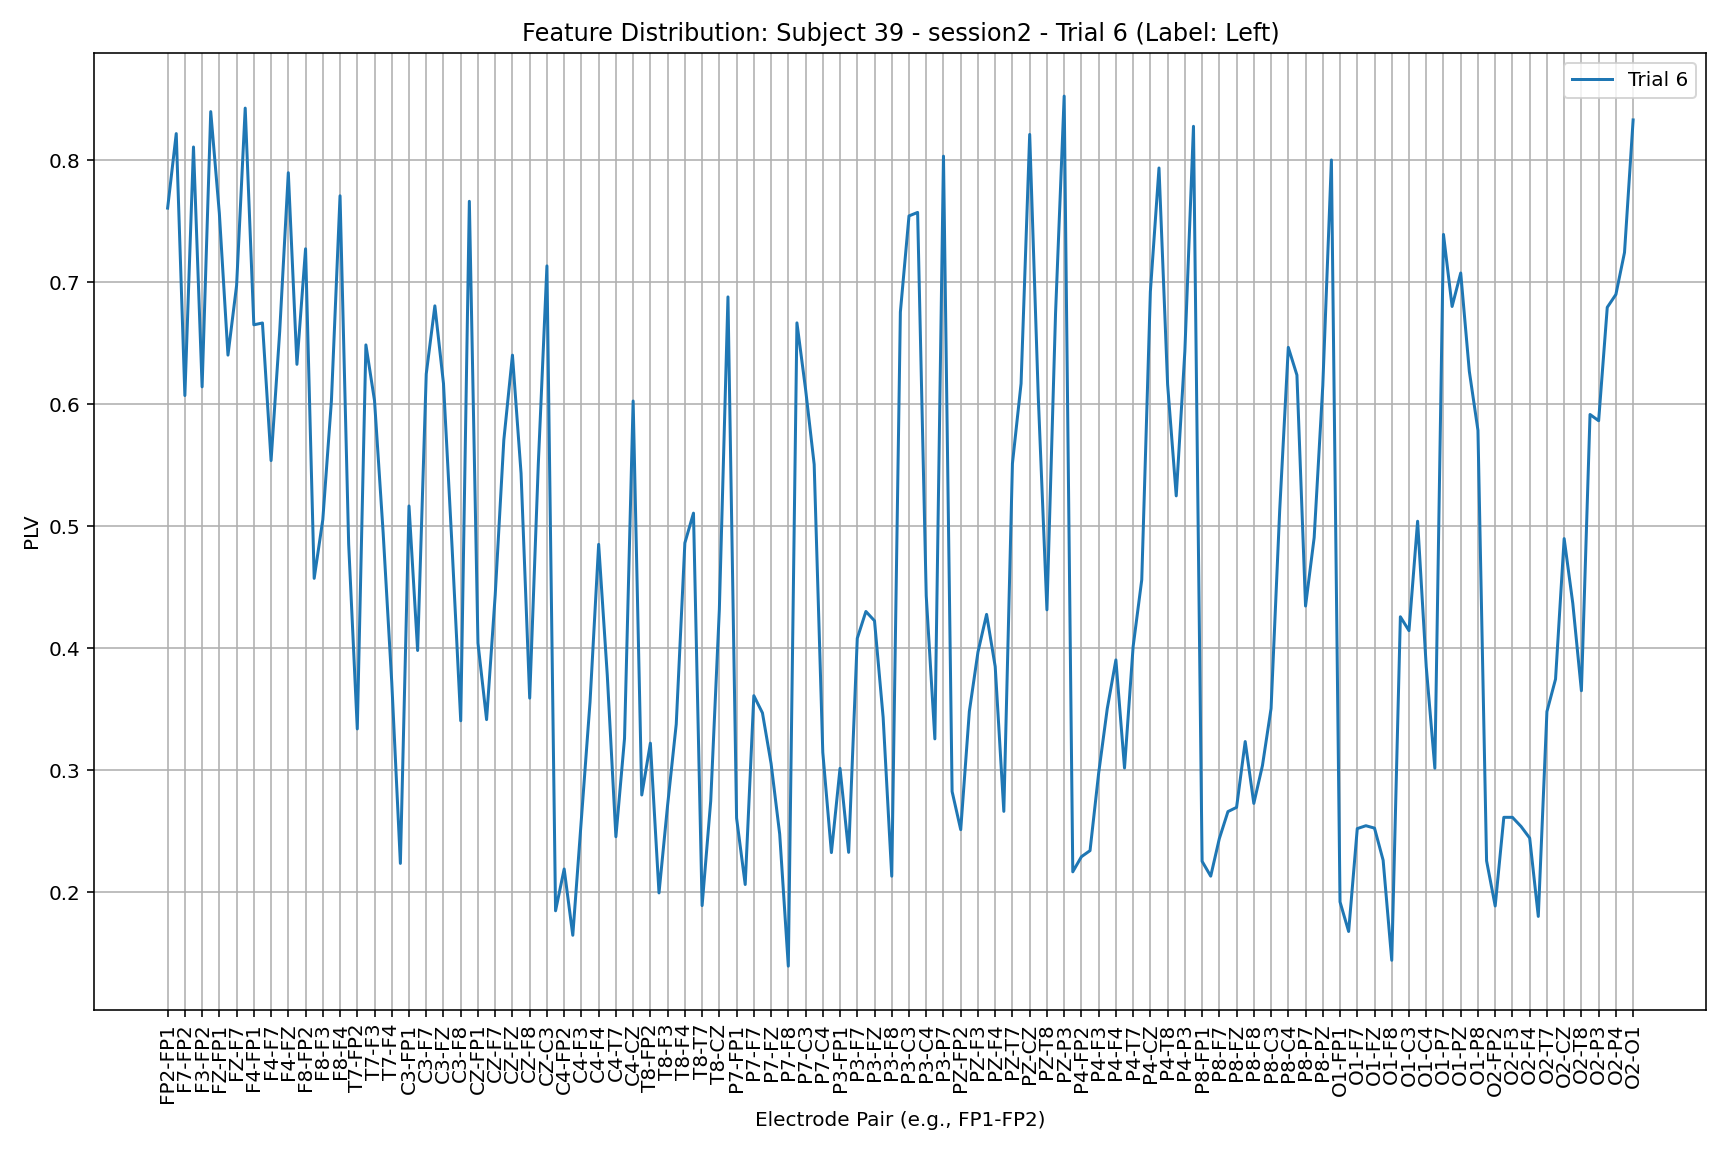 Feature Distribution: Subject 39 - session2 - Trial 6 (Label: Left)
Trial 6
PLV
0.8
0.7
0.6
0.5
0.4
0.3
0.2
FP2-FP1
F7-FP2
F3-FP2
FZ-FP1
FZ-F7
F4-FP1
F4-F7
F4-FZ
F8-FP2
F8-F3
F8-F4
T7-FP2
T7-F3
T7-F4
C3-FP1
C3-F7
C3-FZ
C3-F8
CZ-FP1
CZ-F7
CZ-FZ
CZ-F8
CZ-C3
C4-FP2
C4-F3
C4-F4
C4-T7
C4-CZ
T8-FP2
T8-F3
T8-F4
T8-T7
T8-CZ
P7-FP1
P7-F7
P7-FZ
P7-F8
P7-C3
P7-C4
P3-FP1
P3-F7
P3-FZ
P3-F8
P3-C3
P3-C4
P3-P7
PZ-FP2
PZ-F3
PZ-F4
PZ-T7
PZ-CZ
PZ-T8
PZ-P3
P4-FP2
P4-F3
P4-F4
P4-T7
P4-CZ
P4-T8
P4-P3
P8-FP1
P8-F7
P8-FZ
P8-F8
P8-C3
P8-C4
P8-P7
P8-PZ
O1-FP1
O1-F7
O1-FZ
O1-F8
O1-C3
O1-C4
O1-P7
O1-PZ
O1-P8
O2-FP2
O2-F3
O2-F4
O2-T7
O2-CZ
O2-T8
O2-P3
O2-P4
O2-O1
Electrode Pair (e.g., FP1-FP2)